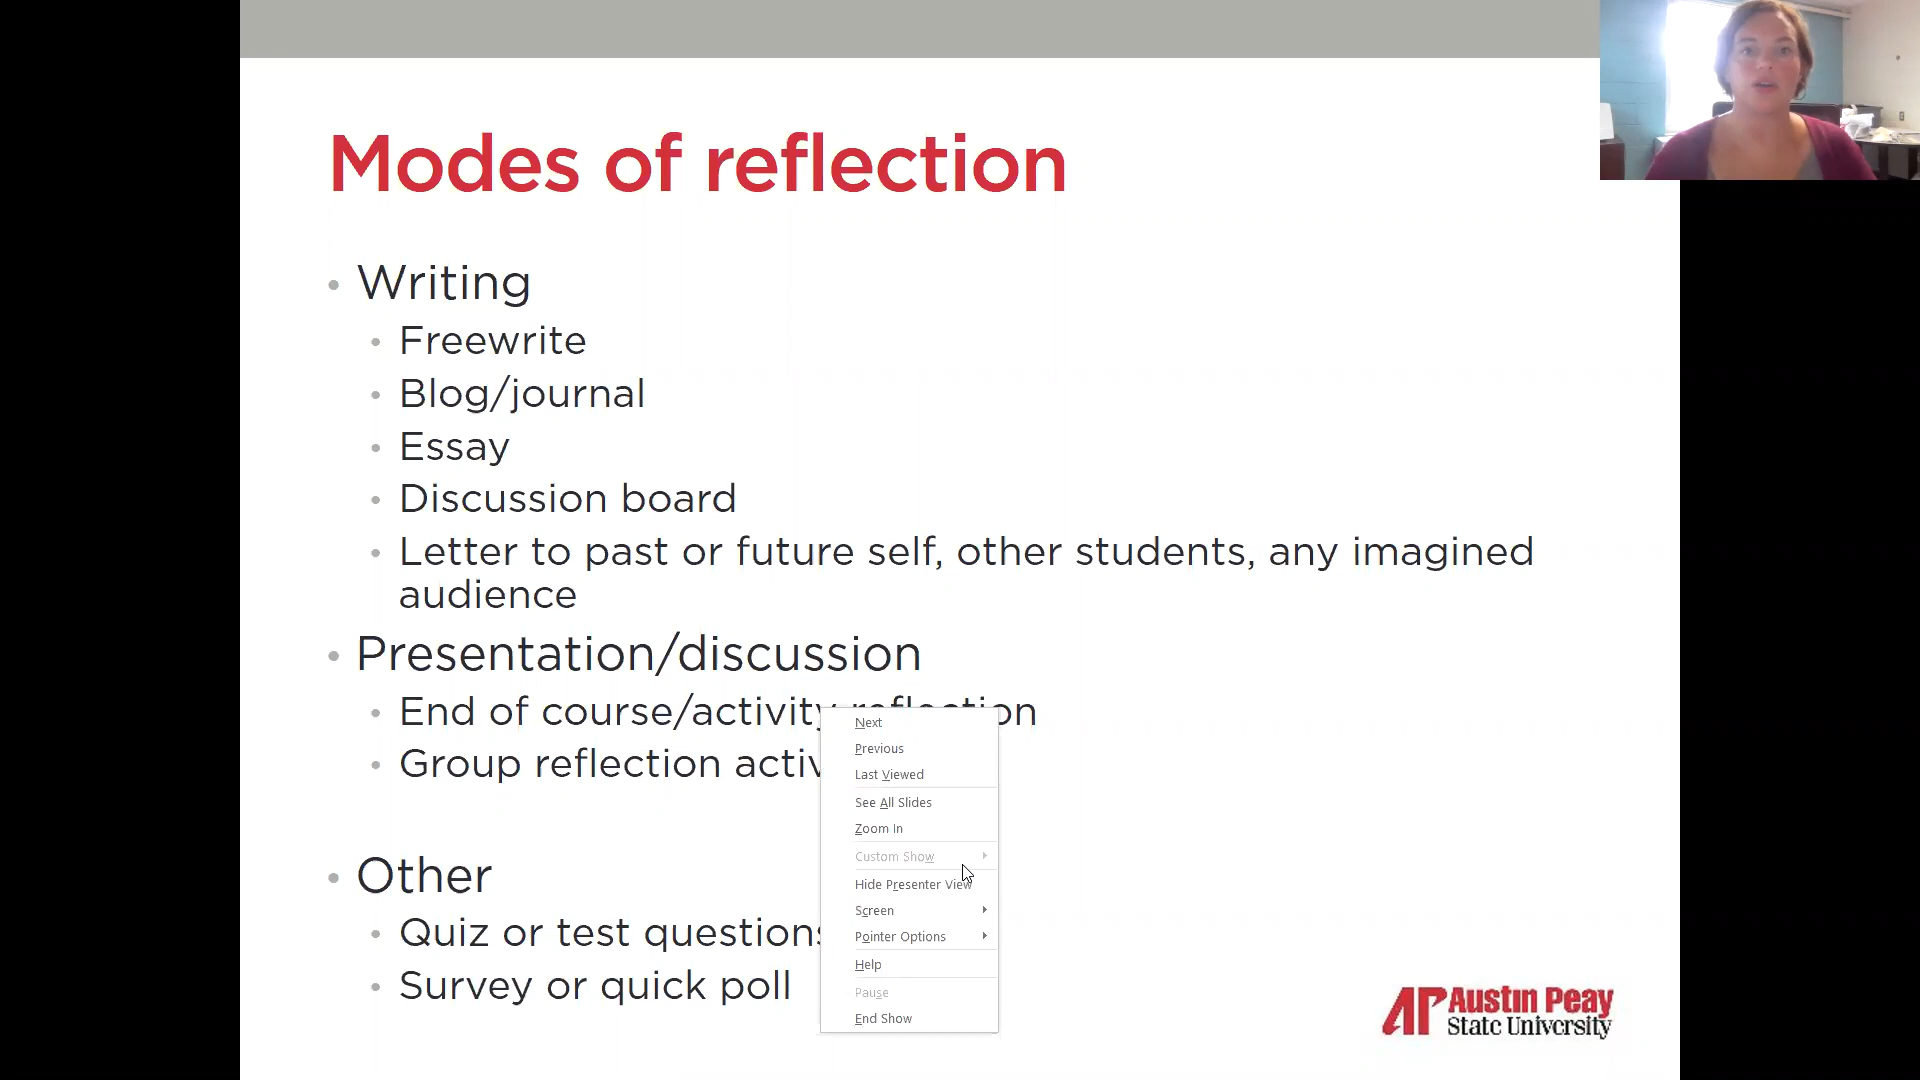 Modes of reflection
• Writing
• Freewrite
• Blog/journal
• Essay
• Discussion board
• Letter to past or future self, other students, any imagined
audience
• Presentation/discussion
• End of course/activity reflection
• Group reflection
• Other
• Quiz or test questions
• Survey or quick poll
Next
Previous
Last Viewed
See All Slides
Zoom In
Custom Show
Hide Presenter View
Screen
Pointer Options
Help
Pause
End Show
AP Austin Peay
State University